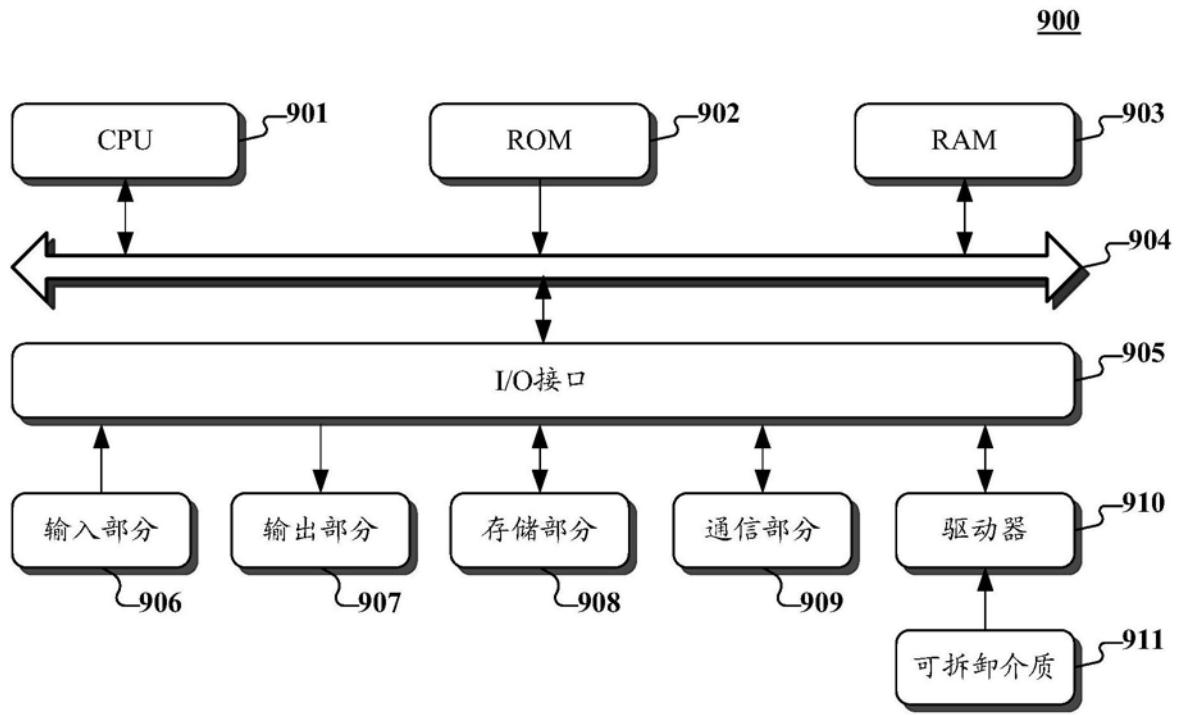 900
CPU
901
ROM
902
RAM
903
904
I/O接口
905
输入部分
906
输出部分
907
存储部分
908
通信部分
909
驱动器
910
可拆卸介质
911